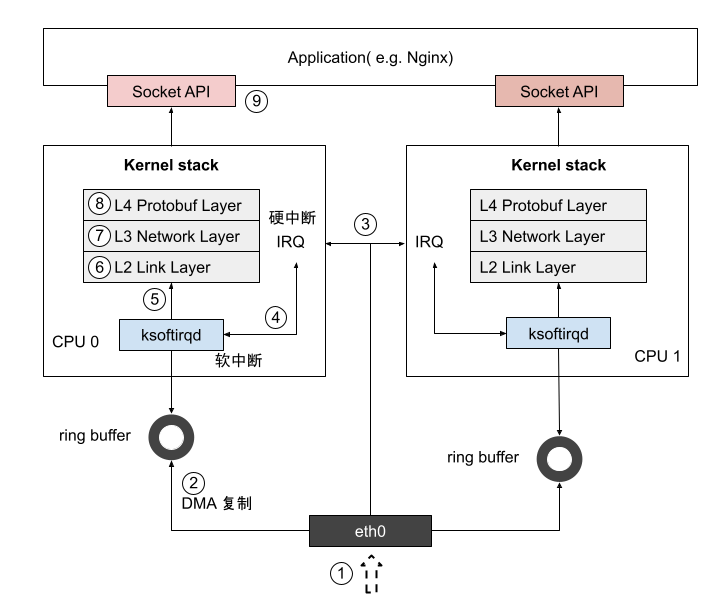 Application( e.g. Nginx)
Socket API
⑨
Socket API
Kernel stack
⑧ L4 Protobuf Layer
⑦ L3 Network Layer
⑥ L2 Link Layer
硬中断
IRQ
⑤
④
ksoftirqd
软中断
CPU 0
③
Kernel stack
L4 Protobuf Layer
L3 Network Layer
L2 Link Layer
IRQ
ksoftirqd
CPU 1
ring buffer
ring buffer
②
DMA 复制
eth0
①